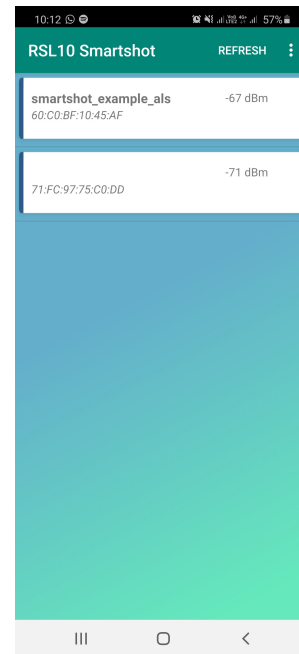 10:12 57%
RSL10 Smartshot REFRESH
smartshot_example_als -67 dBm
60:C0:BF:10:45:AF
-71 dBm
71:FC:97:75:C0:DD